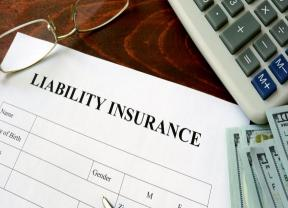 LIABILITY INSURANCE
Name
of Birth
Gender
M
F
M-
M+